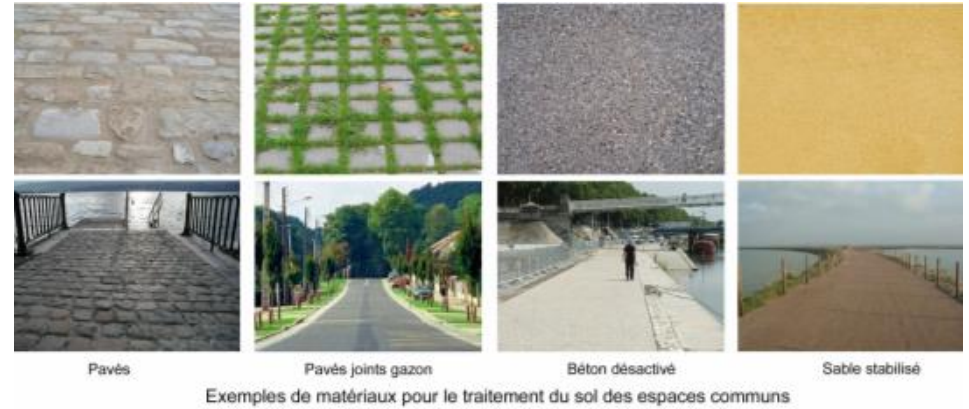 Pavés
Pavés joints gazon
Béton désactivé
Sable stabilisé
Exemples de matériaux pour le traitement du sol des espaces communs